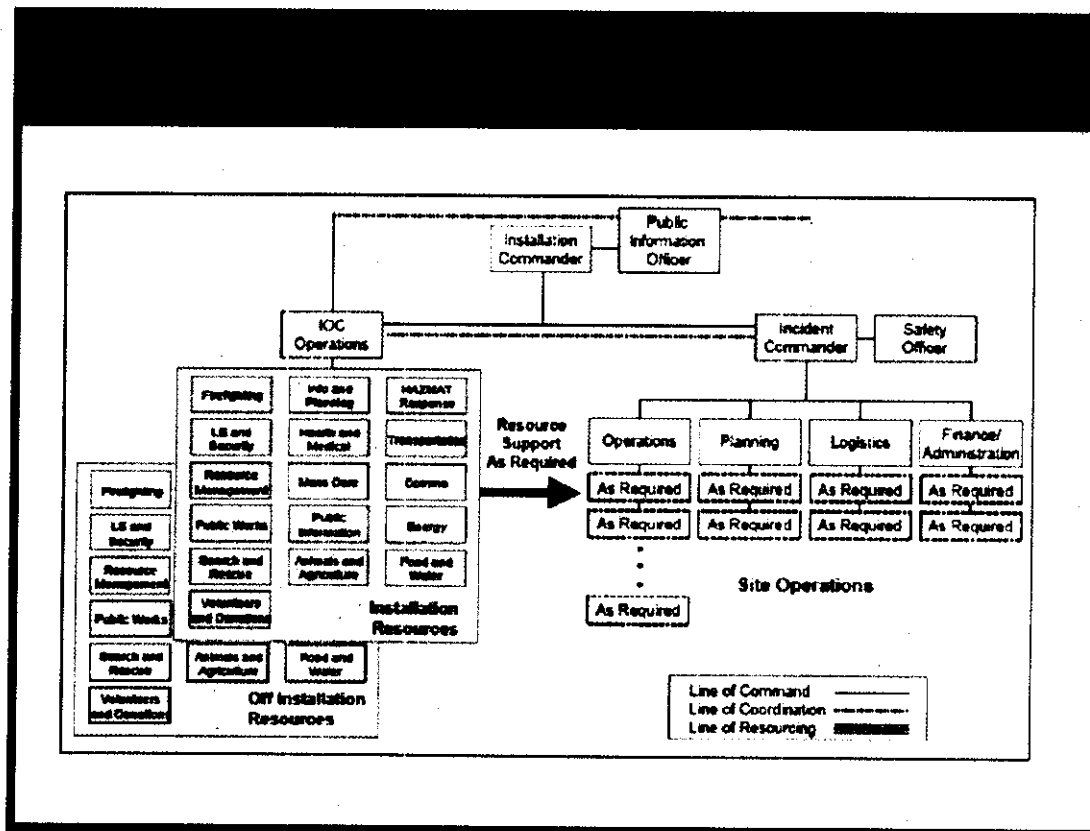 Public
Information
Officer
Installation
Commander
IOC
Operations
Incident
Commander
Safety
Officer
Firefighting
Info and
Planning
HAZMAT
Response
LE and
Security
Health and
Medical
Transportation
Resource
Management
Mass Care
Comms
Public Works
Public
Information
Energy
Search and
Rescue
Animals and
Agriculture
Food and
Water
Volunteers
and Donations
Installation
Resources
Firefighting
LE and
Security
Resource
Management
Public Works
Search and
Rescue
Animals and
Agriculture
Food and
Water
Volunteers
and Donations
Off Installation
Resources
Resource
Support
As Required
Operations
Planning
Logistics
Finance/
Administration
As Required
As Required
As Required
As Required
As Required
As Required
As Required
As Required
As Required
Site Operations
Line of Command
Line of Coordination
Line of Resourcing